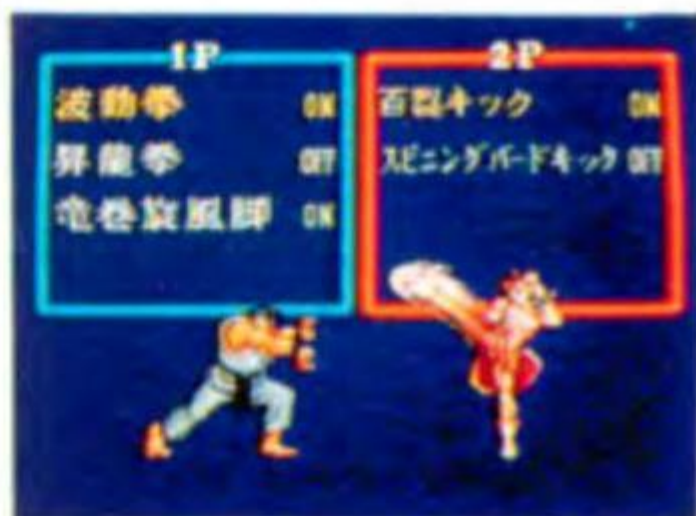 1P
波動拳 ON
昇龍拳 OFF
竜巻旋風脚 ON
2P
百裂キック ON
スピニングバードキック OFF